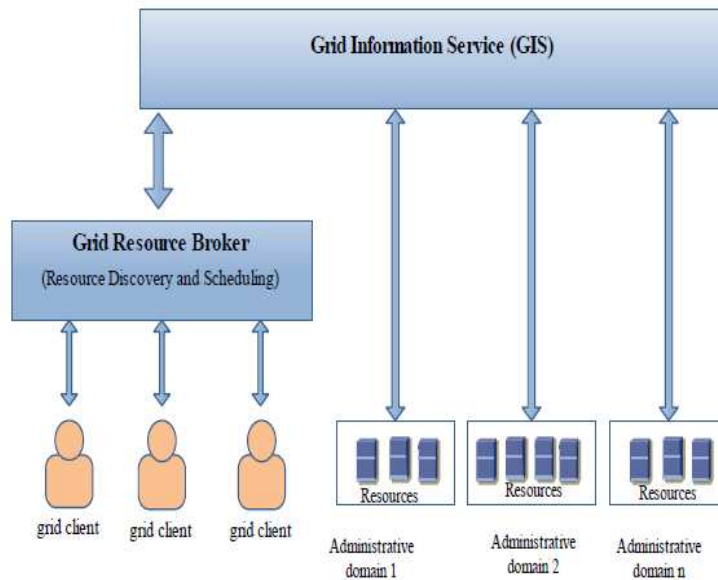 Grid Information Service (GIS)
Grid Resource Broker
(Resource Discovery and Scheduling)
grid client
grid client
grid client
Resources
Resources
Resources
Administrative
domain 1
Administrative
domain 2
Administrative
domain n